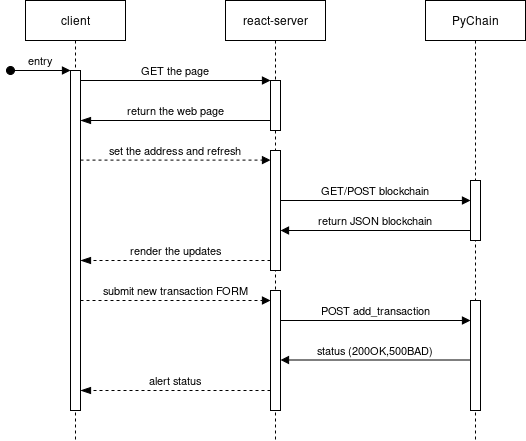 client
react-server
PyChain
entry
GET the page
return the web page
set the address and refresh
GET/POST blockchain
return JSON blockchain
render the updates
submit new transaction FORM
POST add_transaction
status (200OK,500BAD)
alert status